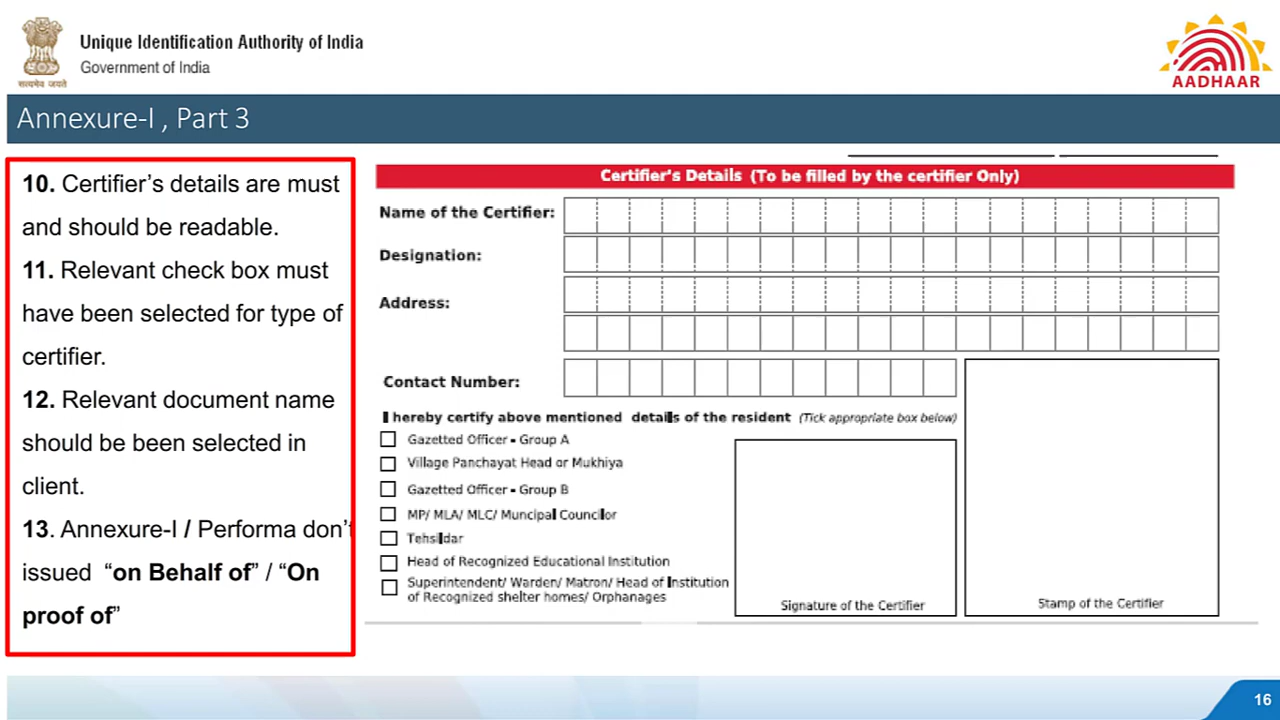 Unique Identification Authority of India
Government of India
सत्यमेव जयते
AADHAAR
Annexure-I , Part 3
10. Certifier’s details are must
and should be readable.
11. Relevant check box must
have been selected for type of
certifier.
12. Relevant document name
should be been selected in
client.
13. Annexure-I / Performa don’t
issued “on Behalf of” / “On
proof of”
Certifier's Details (To be filled by the certifier Only)
Name of the Certifier:
Designation:
Address:
Contact Number:
I hereby certify above mentioned details of the resident (Tick appropriate box below)
Gazetted Officer - Group A
Village Panchayat Head or Mukhiya
Gazetted Officer - Group B
MP/ MLA/ MLC/ Muncipal Councilor
Tehsildar
Head of Recognized Educational Institution
Superintendent/ Warden/ Matron/ Head of Institution
of Recognized shelter homes/ Orphanages
Signature of the Certifier
Stamp of the Certifier
16